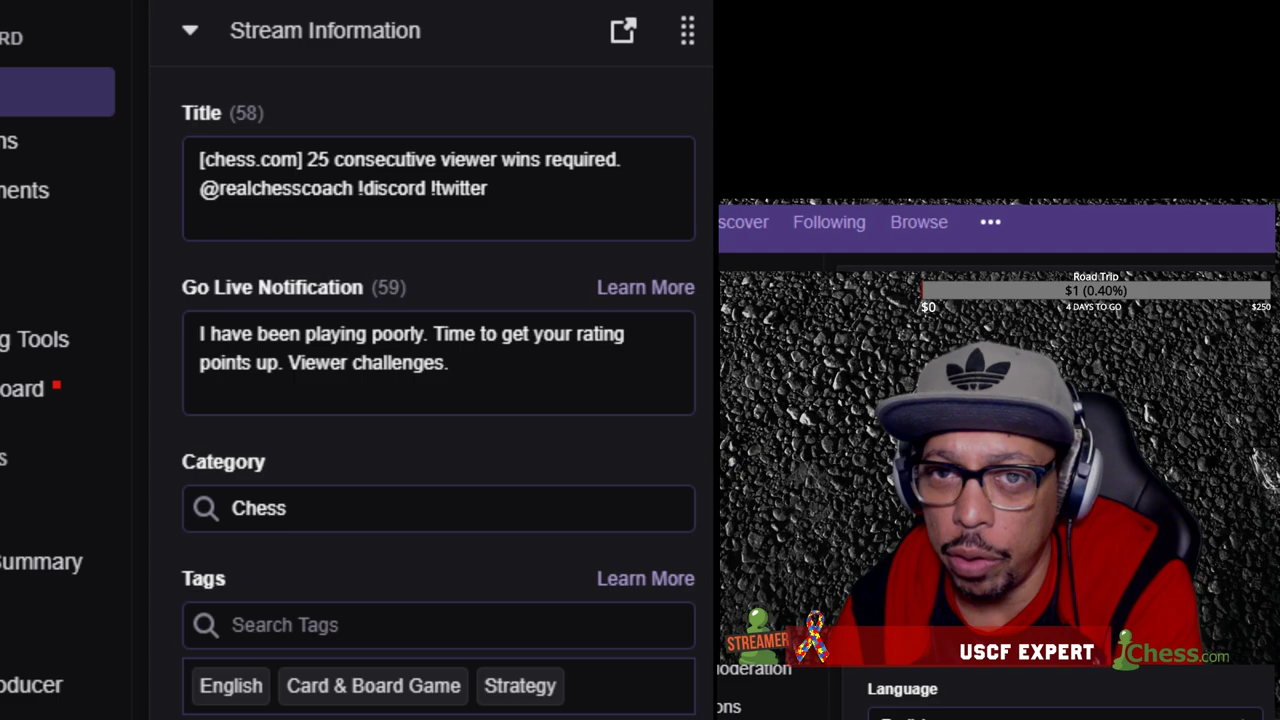 RD
Stream Information
ns
ments
g Tools
oard
s
Summary
oducer
Title (58)
[chess.com] 25 consecutive viewer wins required.
@realchesscoach !discord !twitter
Go Live Notification (59)
Learn More
I have been playing poorly. Time to get your rating
points up. Viewer challenges.
Category
Chess
Tags
Learn More
Search Tags
English
Card & Board Game
Strategy
scover
Following
Browse
Road Trip
$1 (0.40%)
$0
4 DAYS TO GO
$250
STREAMER
USCF EXPERT
Chess.com
moderation
ons
Language